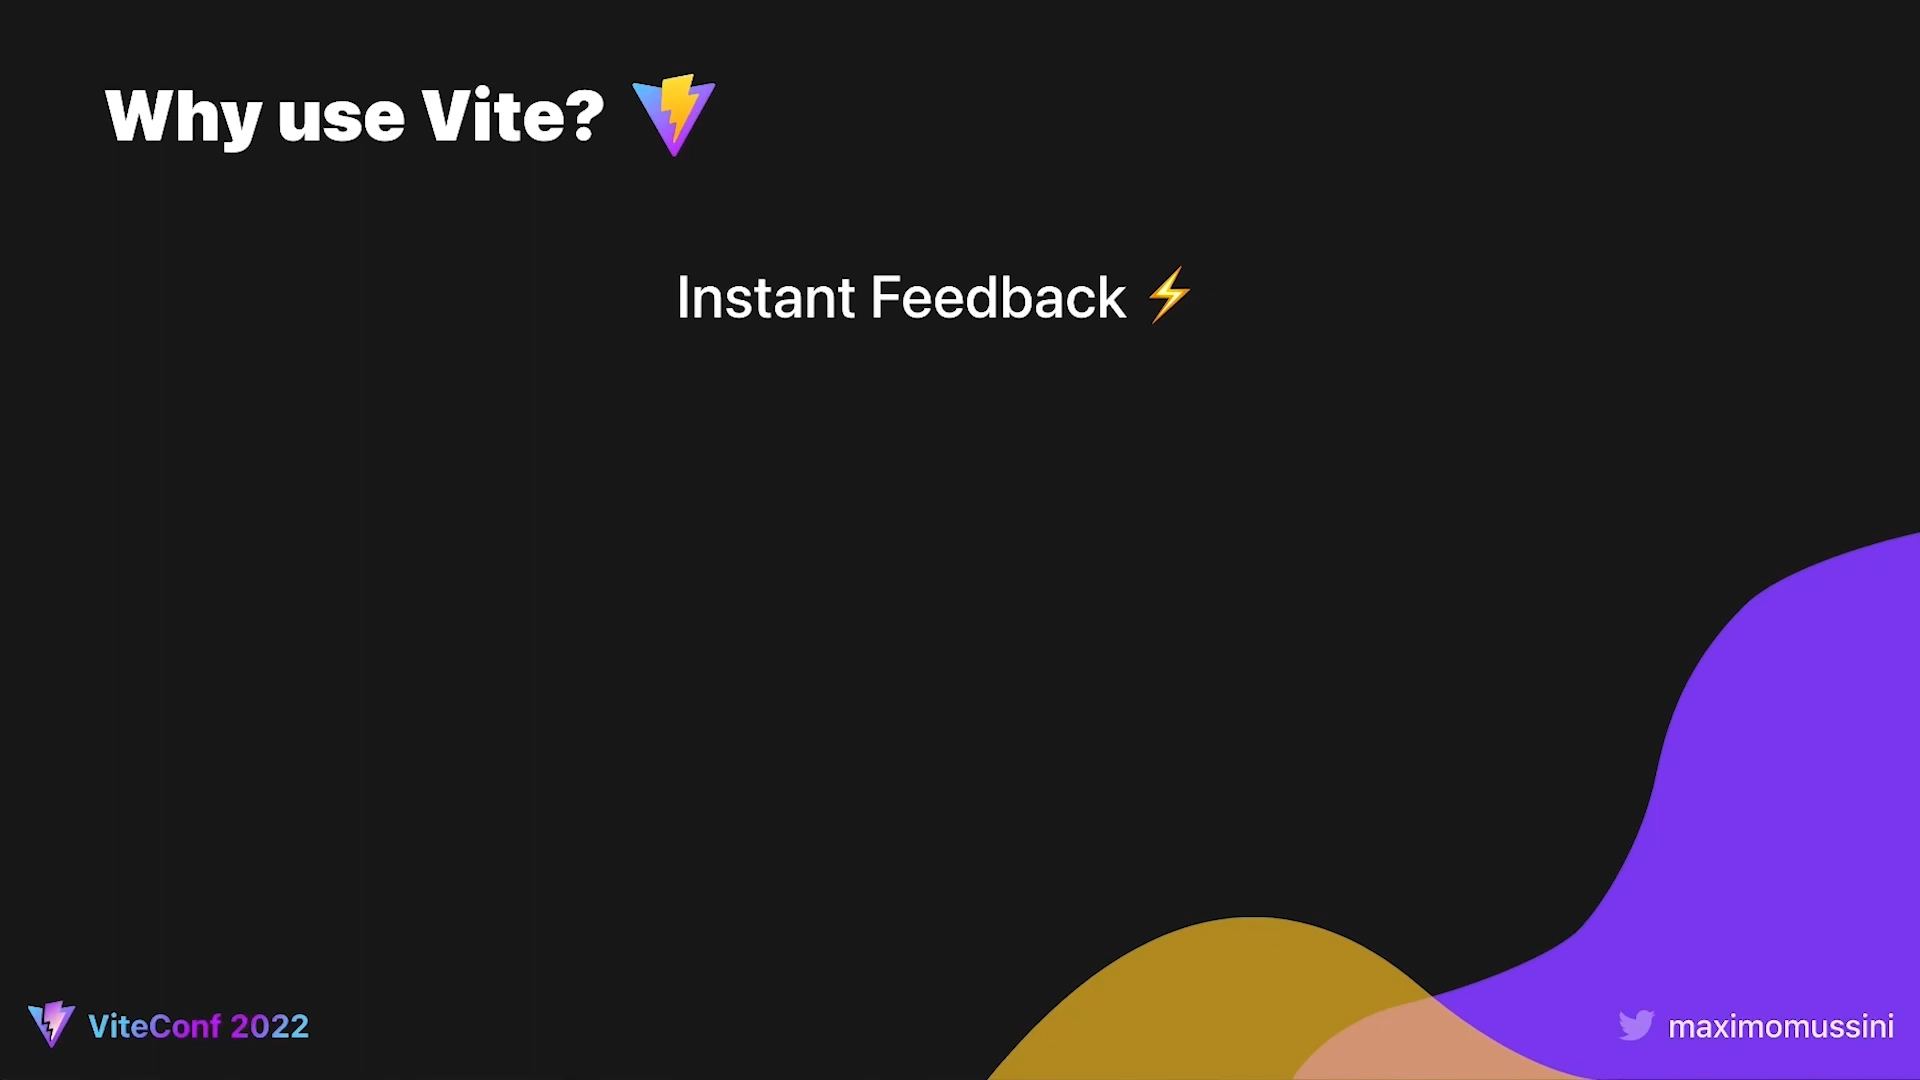 Why use Vite?
Instant Feedback ⚡
ViteConf 2022
maximomussini